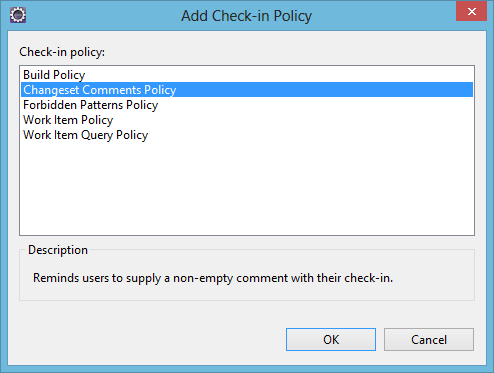 Add Check-in Policy
Check-in policy:
Build Policy
Changeset Comments Policy
Forbidden Patterns Policy
Work Item Policy
Work Item Query Policy
Description
Reminds users to supply a non-empty comment with their check-in.
OK
Cancel